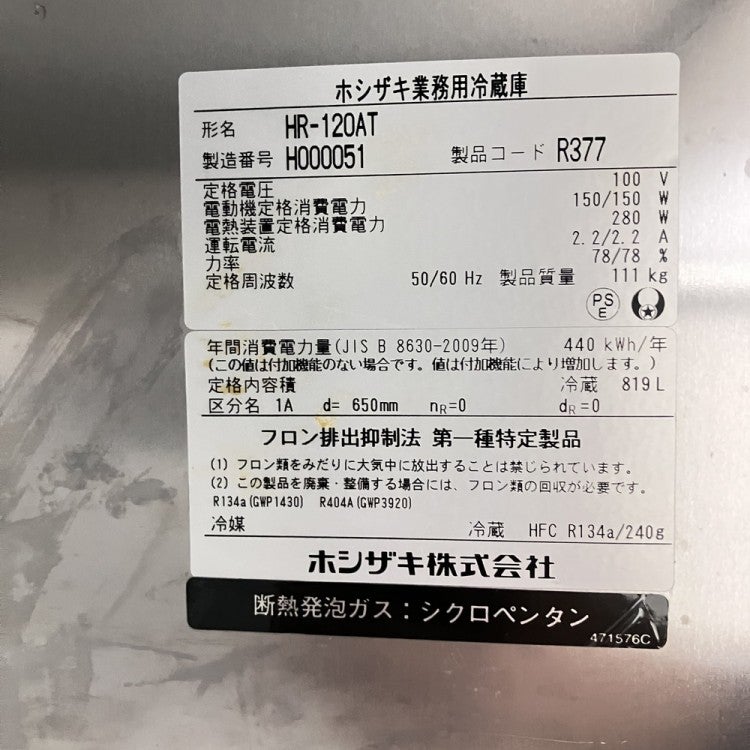 ホシザキ業務用冷蔵庫
形名 HR-120AT
製造番号 H000051 製品コード R377
定格電圧 100 V
電動機定格消費電力 150/150 W
電熱装置定格消費電力 280 W
運転電流 2.2/2.2 A
力率 78/78 %
定格周波数 50/60 Hz 製品質量 111 kg
PS
E
年間消費電力量(JIS B 8630-2009年) 440 kWh/年
(この値は付加機能のない場合です。値は付加機能により増加します。)
定格内容積 冷蔵 819L
区分名 1A d= 650mm nR=0 dR=0
フロン排出抑制法 第一種特定製品
(1) フロン類をみだりに大気中に放出することは禁じられています。
(2) この製品を廃棄・整備する場合には、フロン類の回収が必要です。
R134a(GWP1430) R404A(GWP3920)
冷媒 冷蔵 HFC R134a/240g
ホシザキ株式会社
断熱発泡ガス：シクロペンタン
471576C